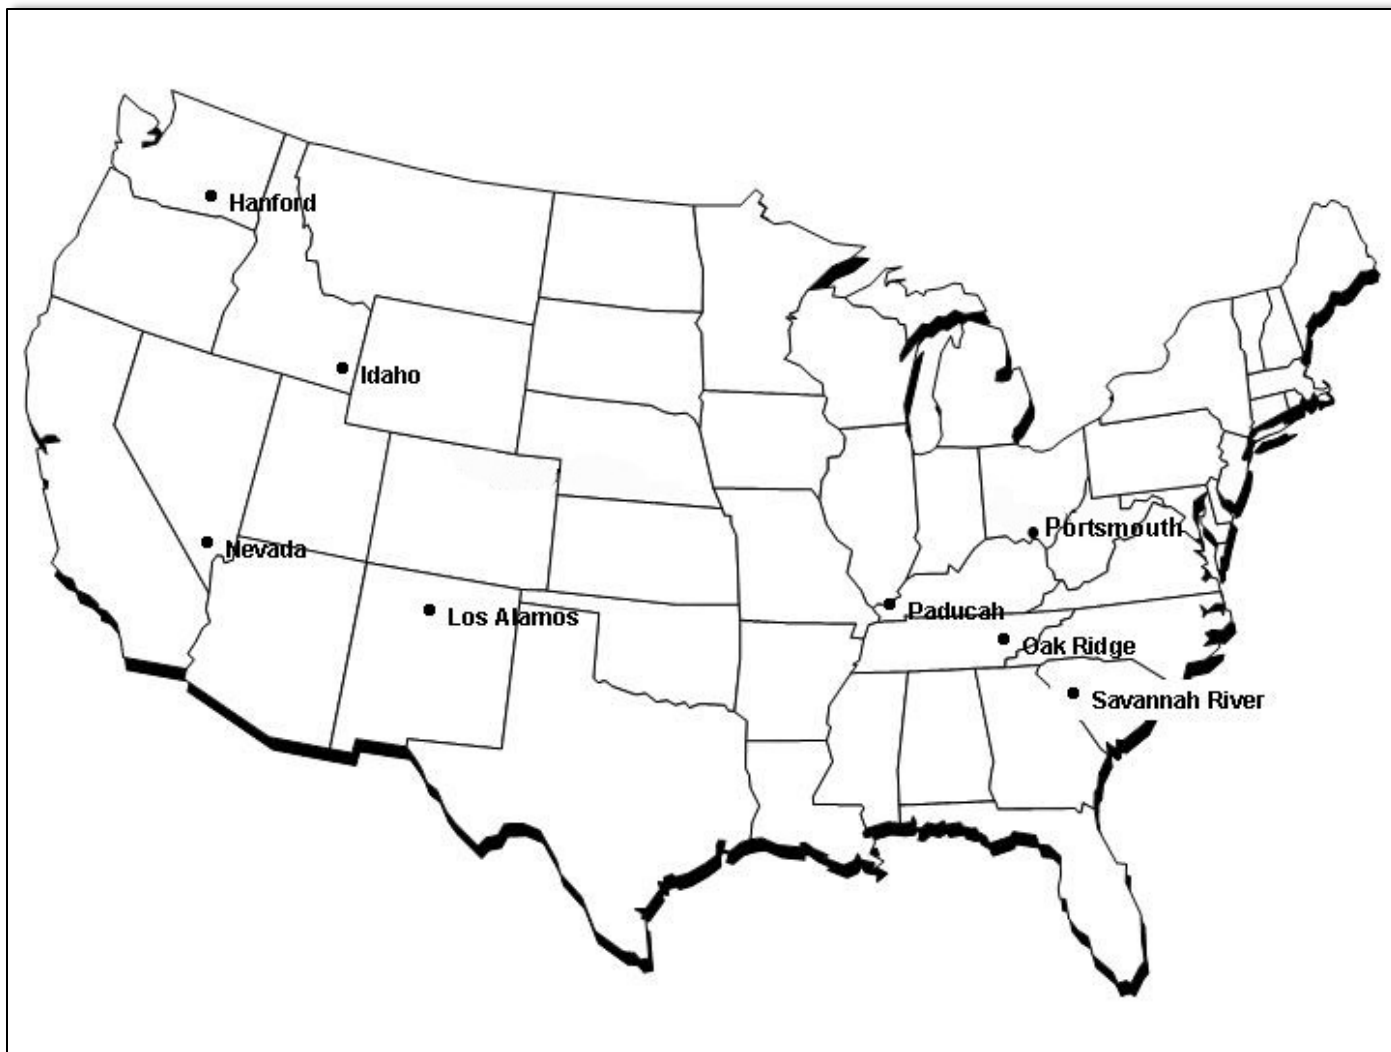 Hanford
Idaho
Portsmouth
Nevada
Paducah
Los Alamos
Oak Ridge
Savannah River